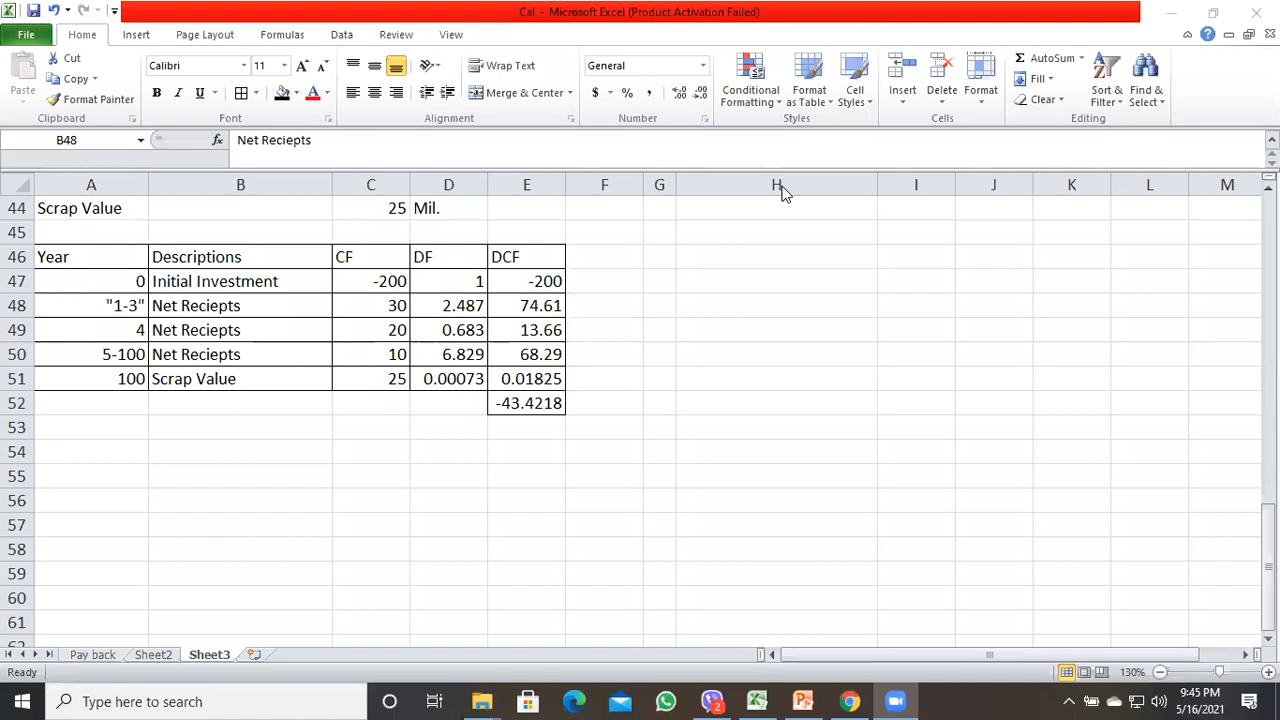 Cal - Microsoft Excel (Product Activation Failed)
File Home Insert Page Layout Formulas Data Review View
Paste
Cut
Copy
Format Painter
Clipboard
Calibri 11
B I U
Font
Wrap Text
Merge & Center
Alignment
General
$ % ,
Number
Conditional Formatting
Format as Table
Cell Styles
Styles
Insert
Delete
Format
Cells
Σ AutoSum
Fill
Clear
Sort & Filter
Find & Select
Editing
B48 fx Net Reciepts
A B C D E F G H I J K L M
44 Scrap Value 25 Mil.
45
46 Year Descriptions CF DF DCF
47 0 Initial Investment -200 1 -200
48 "1-3" Net Reciepts 30 2.487 74.61
49 4 Net Reciepts 20 0.683 13.66
50 5-100 Net Reciepts 10 6.829 68.29
51 100 Scrap Value 25 0.00073 0.01825
52 -43.4218
53
54
55
56
57
58
59
60
61
62
Pay back Sheet2 Sheet3
Ready 130%
Type here to search 2 9:45 PM
5/16/2021